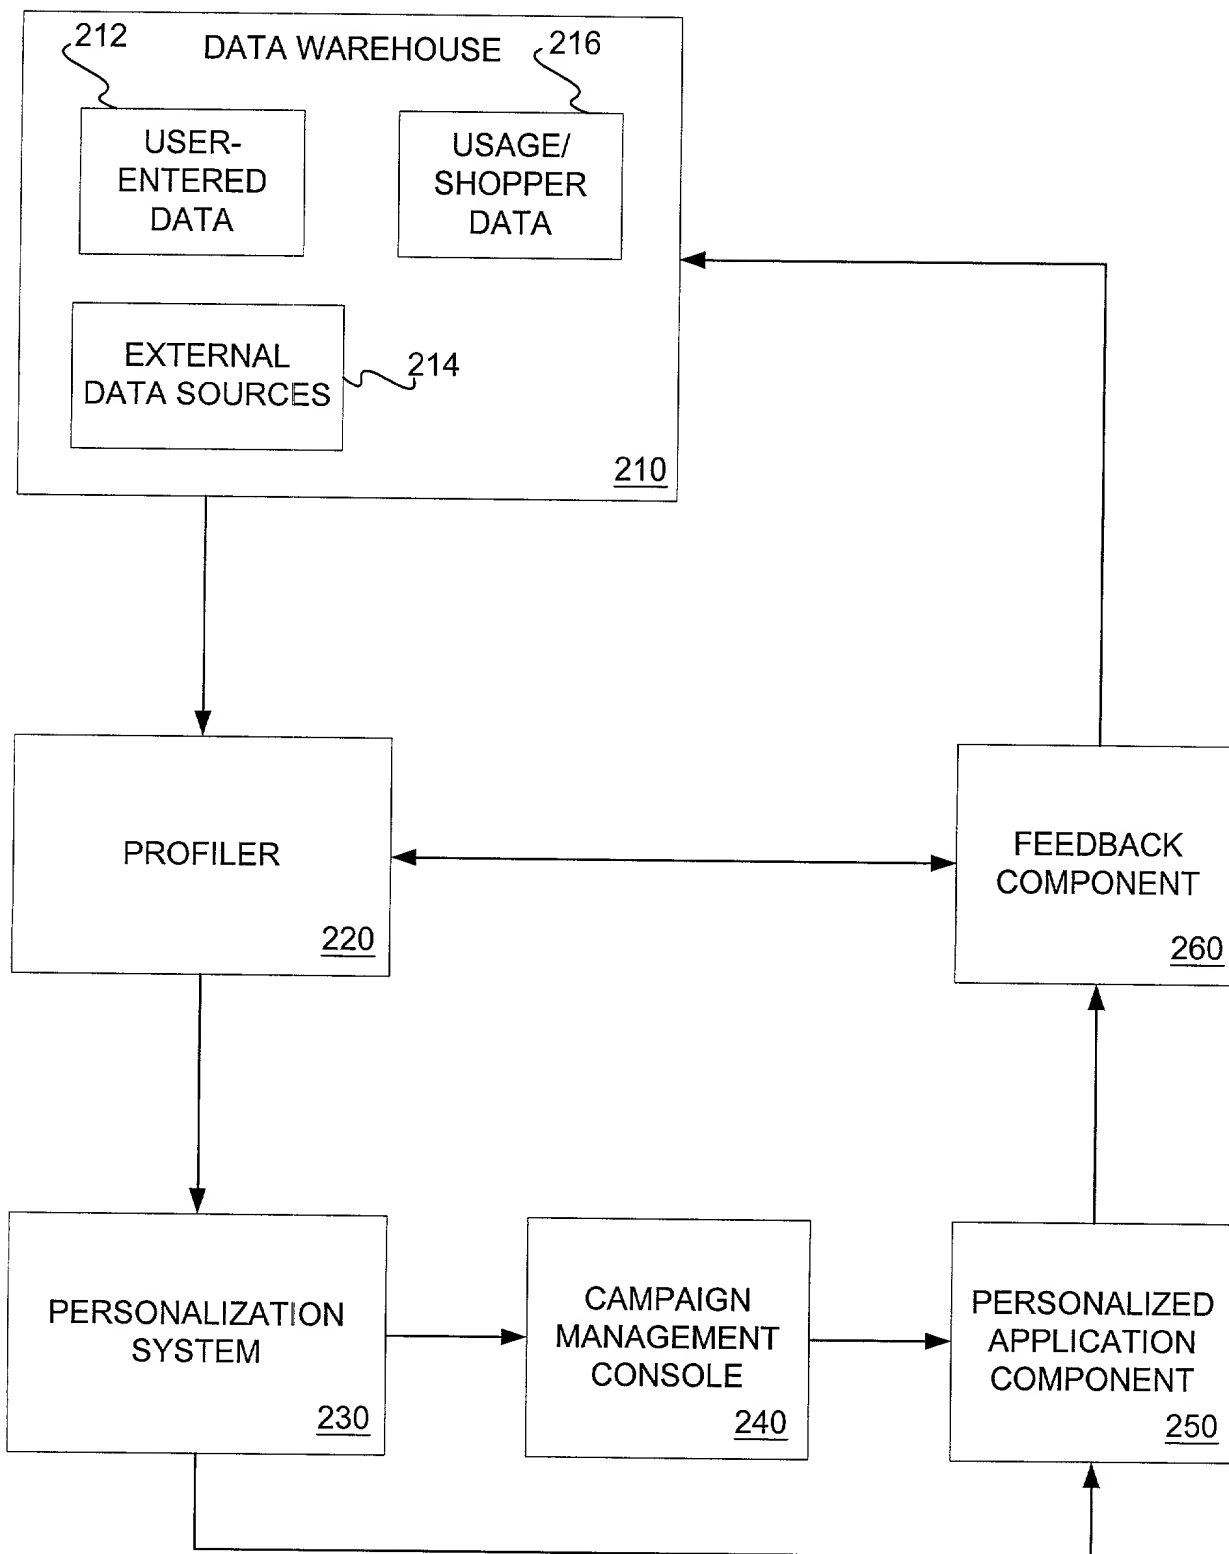 212
DATA WAREHOUSE
216
USER-
ENTERED
DATA
USAGE/
SHOPPER
DATA
EXTERNAL
DATA SOURCES
214
210
PROFILER
220
FEEDBACK
COMPONENT
260
PERSONALIZATION
SYSTEM
230
CAMPAIGN
MANAGEMENT
CONSOLE
240
PERSONALIZED
APPLICATION
COMPONENT
250